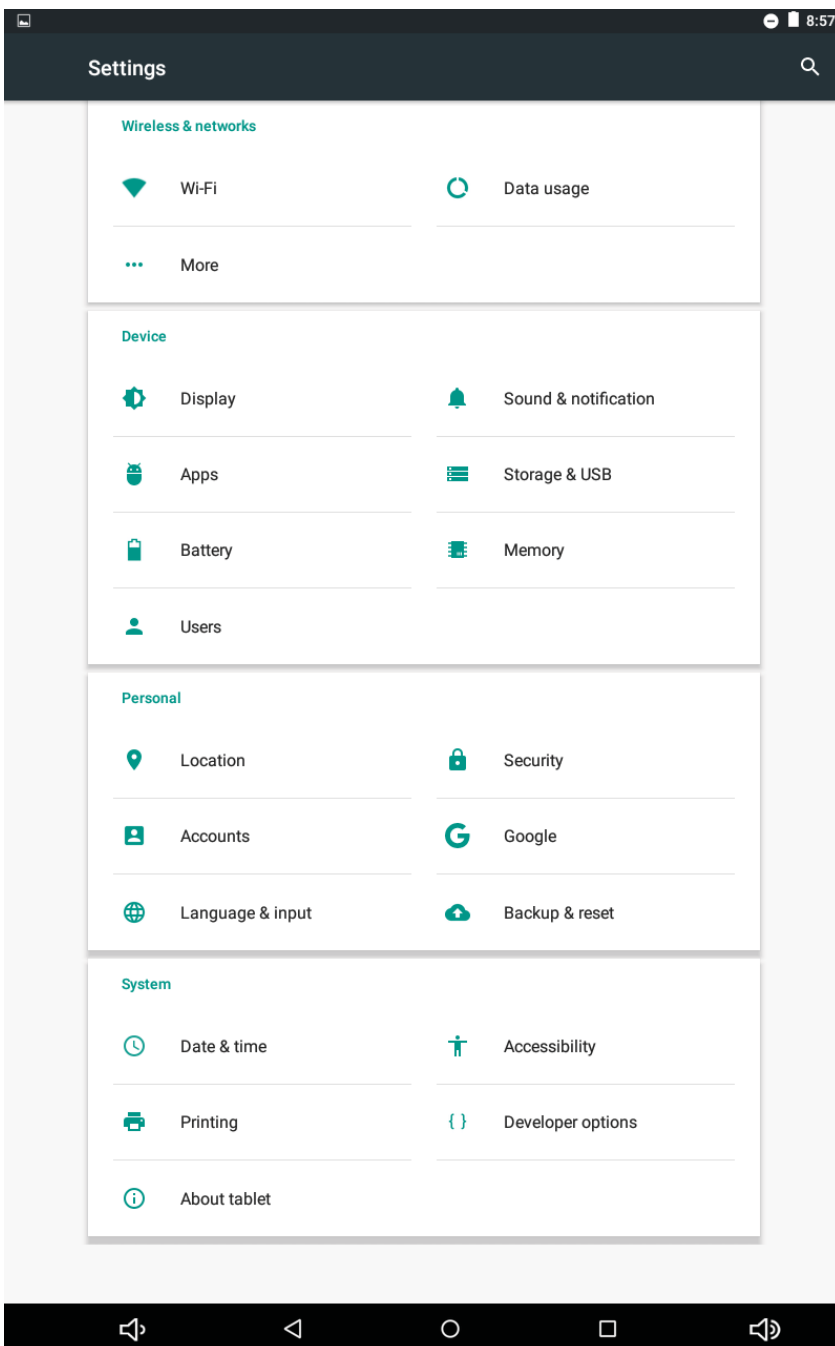 8:57
Settings
Wireless & networks
Wi-Fi
Data usage
More
Device
Display
Sound & notification
Apps
Storage & USB
Battery
Memory
Users
Personal
Location
Security
Accounts
Google
Language & input
Backup & reset
System
Date & time
Accessibility
Printing
{ } Developer options
About tablet